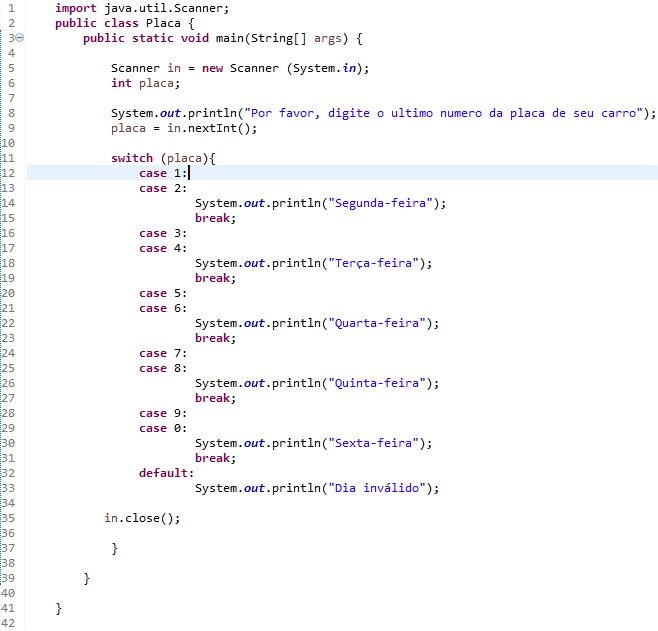 1 import java.util.Scanner;
2 public class Placa {
3 public static void main(String[] args) {
4
5 Scanner in = new Scanner (System.in);
6 int placa;
7
8 System.out.println("Por favor, digite o ultimo numero da placa de seu carro");
9 placa = in.nextInt();
10
11 switch (placa){
12 case 1:
13 case 2:
14 System.out.println("Segunda-feira");
15 break;
16 case 3:
17 case 4:
18 System.out.println("Terça-feira");
19 break;
20 case 5:
21 case 6:
22 System.out.println("Quarta-feira");
23 break;
24 case 7:
25 case 8:
26 System.out.println("Quinta-feira");
27 break;
28 case 9:
29 case 0:
30 System.out.println("Sexta-feira");
31 break;
32 default:
33 System.out.println("Dia inválido");
34
35 in.close();
36
37 }
38
39 }
40
41 }
42